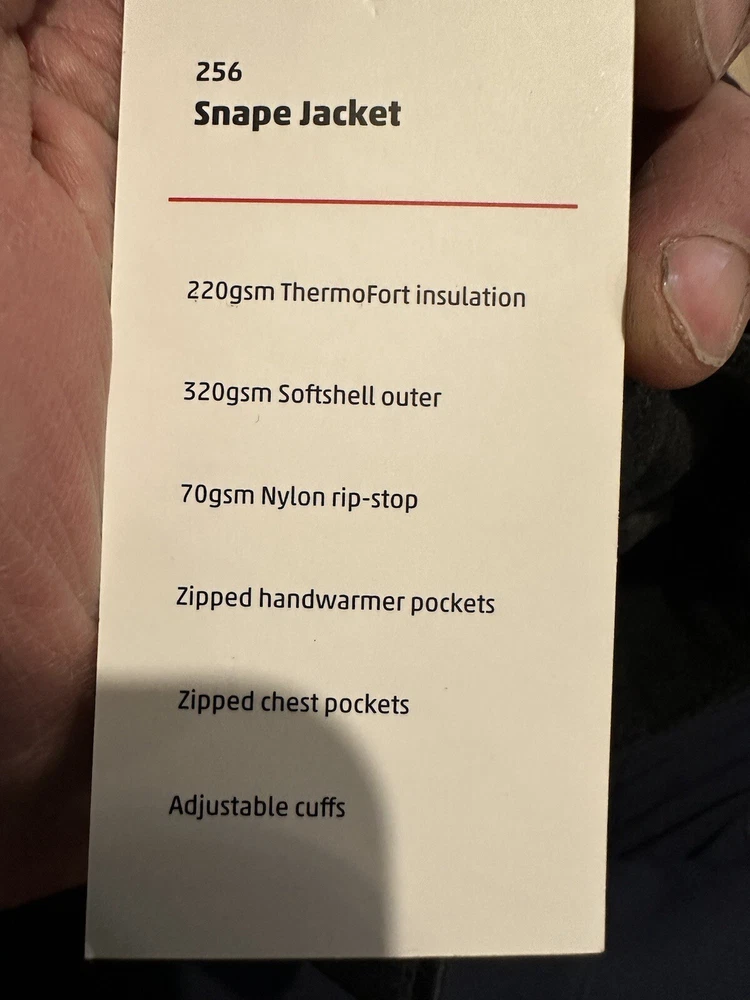 256
Snape Jacket
220gsm ThermoFort insulation
320gsm Softshell outer
70gsm Nylon rip-stop
Zipped handwarmer pockets
Zipped chest pockets
Adjustable cuffs